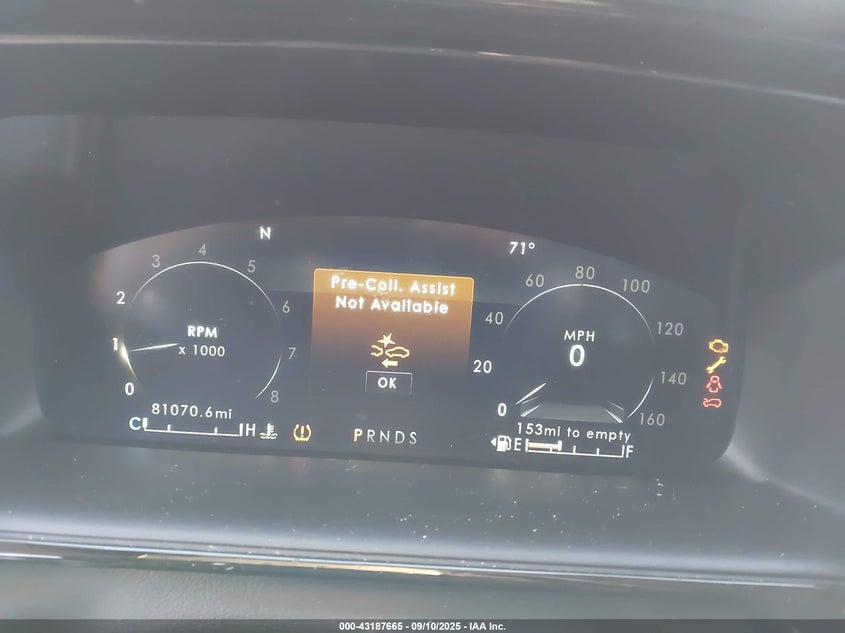 N
71°
Pre-Coll. Assist
Not Available
OK
0
1
2
3
4
5
6
7
8
RPM
x 1000
0
20
40
60
80
100
120
140
160
MPH
0
81070.6mi
C H
PRNDS
153mi to empty
E F
000-43187665 - 09/10/2025 - IAA Inc.